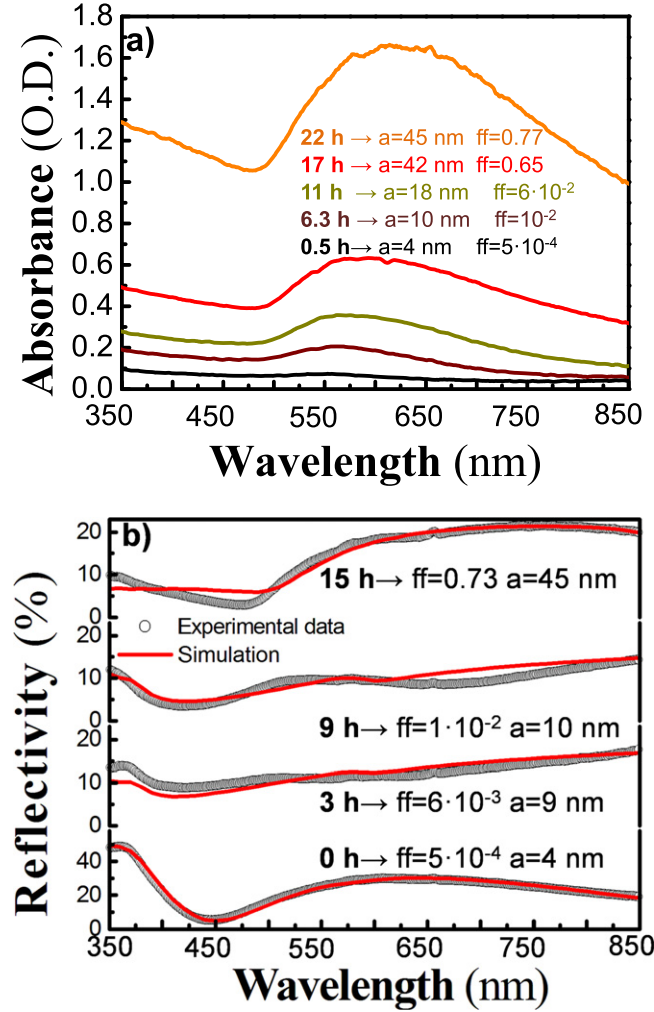 a)
1.8
1.6
1.4
1.2
1.0
0.8
0.6
0.4
0.2
0.0
Absorbance (O.D.)
22 h → a=45 nm ff=0.77
17 h → a=42 nm ff=0.65
11 h → a=18 nm ff=6·10⁻²
6.3 h → a=10 nm ff=10⁻²
0.5 h→ a=4 nm ff=5·10⁻⁴
350 450 550 650 750 850
Wavelength (nm)
b)
20
10
0
15 h→ ff=0.73 a=45 nm
20
10
0
Experimental data
Simulation
9 h→ ff=1·10⁻² a=10 nm
20
10
0
3 h→ ff=6·10⁻³ a=9 nm
40
20
0
0 h→ ff=5·10⁻⁴ a=4 nm
Reflectivity (%)
350 450 550 650 750 850
Wavelength (nm)